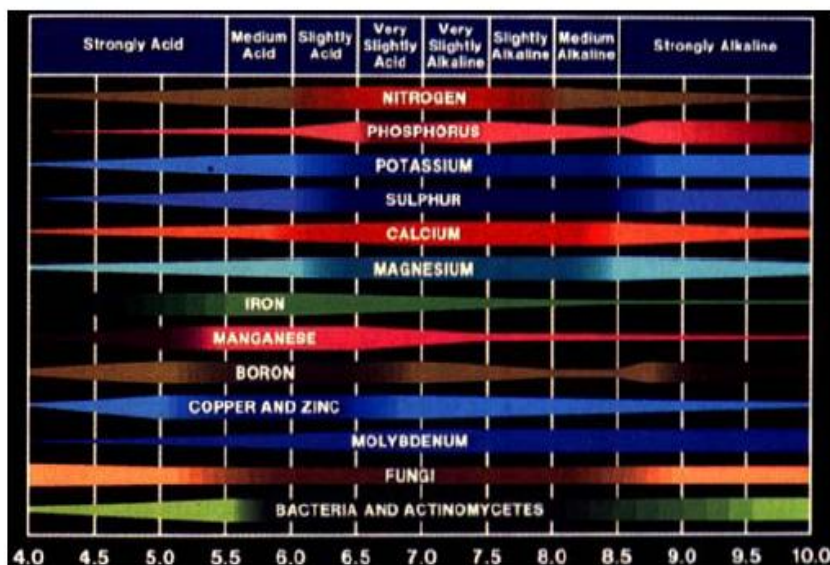 Strongly Acid
Medium
Acid
Slightly
Acid
Very
Slightly
Acid
Very
Slightly
Alkaline
Slightly
Alkaline
Medium
Alkaline
Strongly Alkaline
NITROGEN
PHOSPHORUS
POTASSIUM
SULPHUR
CALCIUM
MAGNESIUM
IRON
MANGANESE
BORON
COPPER AND ZINC
MOLYBDENUM
FUNGI
BACTERIA AND ACTINOMYCETES
4.0 4.5 5.0 5.5 6.0 6.5 7.0 7.5 8.0 8.5 9.0 9.5 10.0